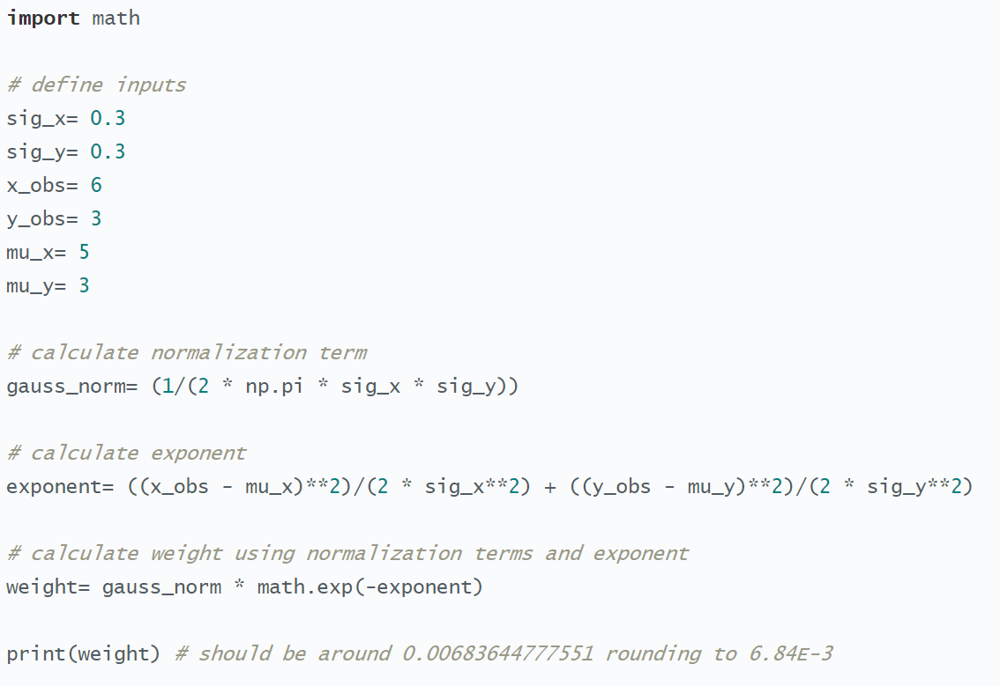 import math
# define inputs
sig_x= 0.3
sig_y= 0.3
x_obs= 6
y_obs= 3
mu_x= 5
mu_y= 3
# calculate normalization term
gauss_norm= (1/(2 * np.pi * sig_x * sig_y))
# calculate exponent
exponent= ((x_obs - mu_x)**2)/(2 * sig_x**2) + ((y_obs - mu_y)**2)/(2 * sig_y**2)
# calculate weight using normalization terms and exponent
weight= gauss_norm * math.exp(-exponent)
print(weight) # should be around 0.00683644777551 rounding to 6.84E-3